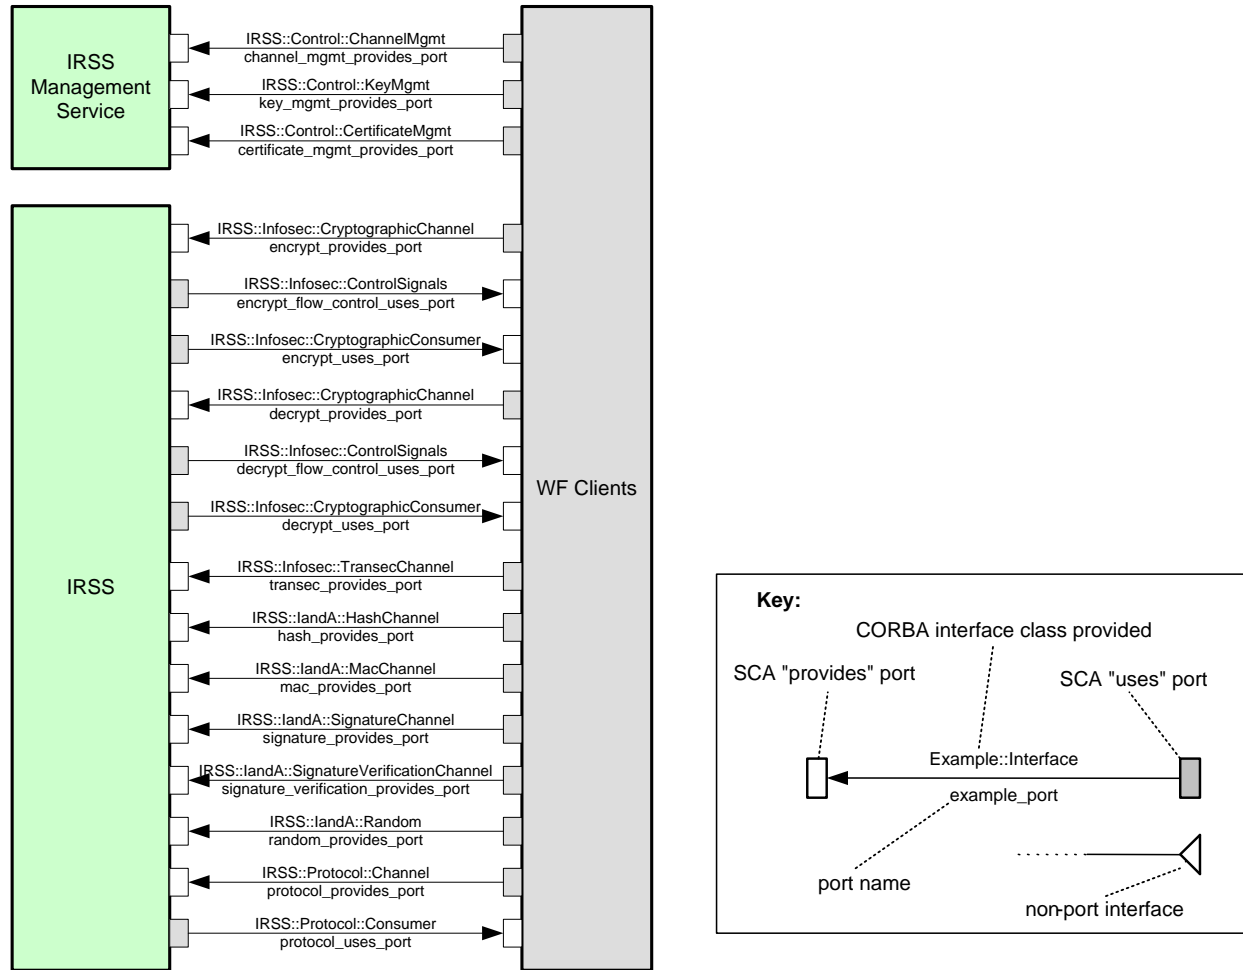 IRSS
Management
Service
IRSS::Control::ChannelMgmt
channel_mgmt_provides_port
IRSS::Control::KeyMgmt
key_mgmt_provides_port
IRSS::Control::CertificateMgmt
certificate_mgmt_provides_port
IRSS
IRSS::Infosec::CryptographicChannel
encrypt_provides_port
IRSS::Infosec::ControlSignals
encrypt_flow_control_uses_port
IRSS::Infosec::CryptographicConsumer
encrypt_uses_port
IRSS::Infosec::CryptographicChannel
decrypt_provides_port
IRSS::Infosec::ControlSignals
decrypt_flow_control_uses_port
IRSS::Infosec::CryptographicConsumer
decrypt_uses_port
IRSS::Infosec::TransecChannel
transec_provides_port
IRSS::IandA::HashChannel
hash_provides_port
IRSS::IandA::MacChannel
mac_provides_port
IRSS::IandA::SignatureChannel
signature_provides_port
IRSS::IandA::SignatureVerificationChannel
signature_verification_provides_port
IRSS::IandA::Random
random_provides_port
IRSS::Protocol::Channel
protocol_provides_port
IRSS::Protocol::Consumer
protocol_uses_port
WF Clients
Key:
CORBA interface class provided
SCA "provides" port
SCA "uses" port
Example::Interface
example_port
port name
non-port interface